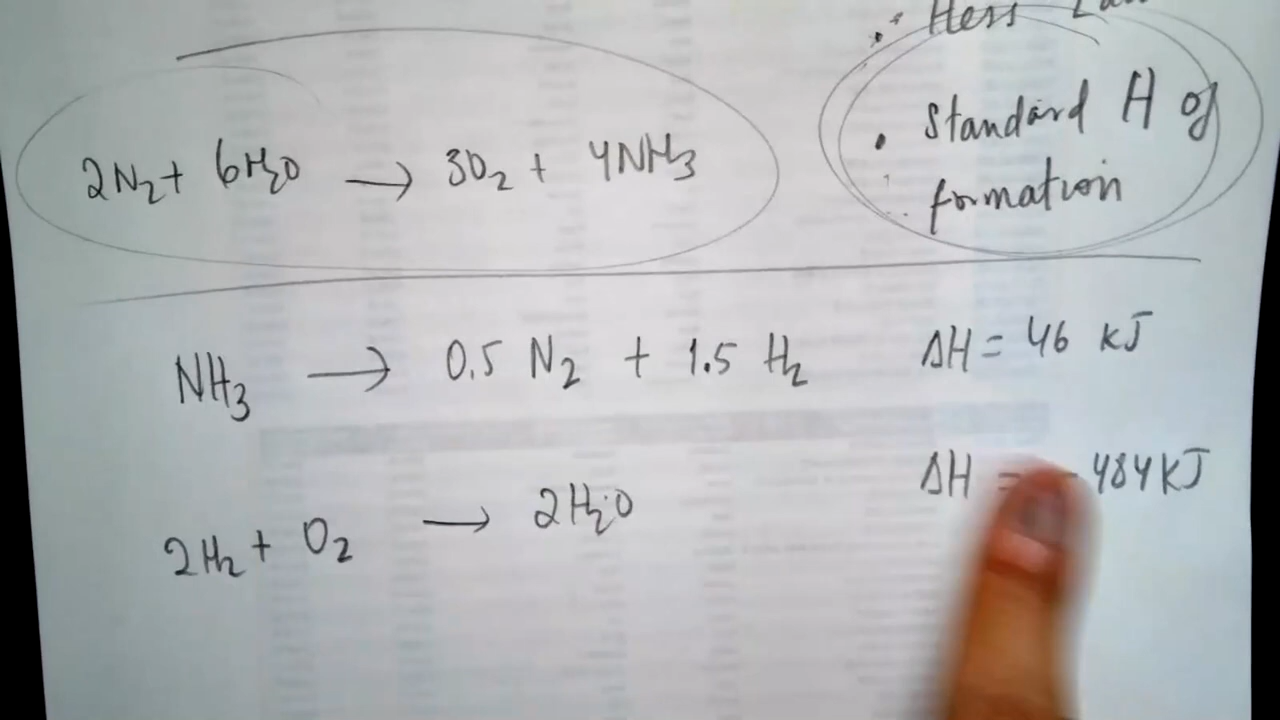 • Hess Law
• Standard H of
formation
2N₂ + 6H₂O → 3O₂ + 4NH₃
NH₃ → 0.5 N₂ + 1.5 H₂ ΔH = 46 kJ
2H₂ + O₂ → 2H₂O ΔH = -484 kJ